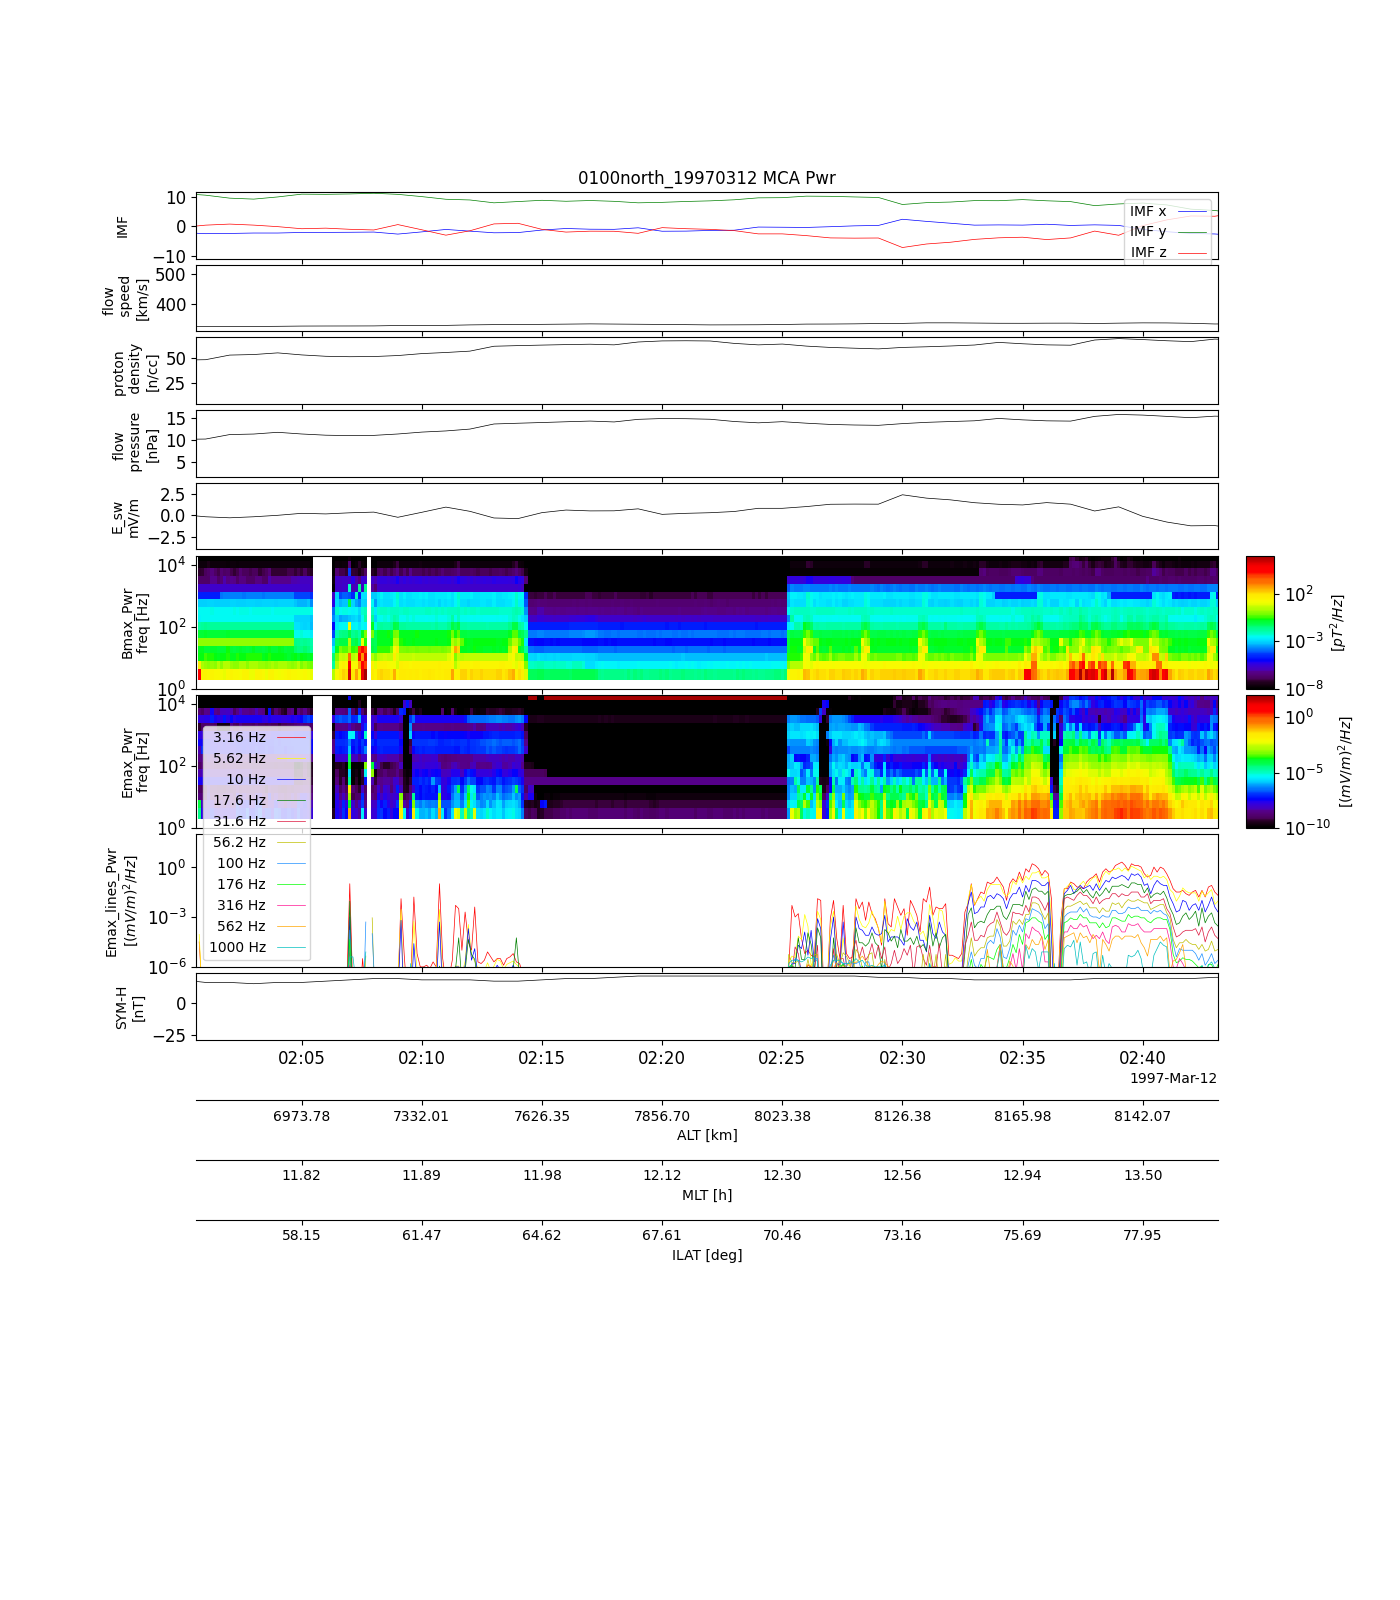 0100north_19970312 MCA Pwr
10
0
−10
IMF
IMF x
IMF y
IMF z
500
400
flow
speed
[km/s]
50
25
proton
density
[n/cc]
15
10
5
flow
pressure
[nPa]
2.5
0.0
−2.5
E_sw
mV/m
10^4
10^2
10^0
Bmax_Pwr
freq [Hz]
10^2
10^−3
10^−8
[pT^2/Hz]
10^4
10^2
10^0
Emax_Pwr
freq [Hz]
10^0
10^−5
10^−10
[(mV/m)^2/Hz]
3.16 Hz
5.62 Hz
10 Hz
17.6 Hz
31.6 Hz
56.2 Hz
100 Hz
176 Hz
316 Hz
562 Hz
1000 Hz
10^0
10^−3
10^−6
Emax_lines_Pwr
[(mV/m)^2/Hz]
0
−25
SYM-H
[nT]
02:05 02:10 02:15 02:20 02:25 02:30 02:35 02:40
1997-Mar-12
6973.78 7332.01 7626.35 7856.70 8023.38 8126.38 8165.98 8142.07
ALT [km]
11.82 11.89 11.98 12.12 12.30 12.56 12.94 13.50
MLT [h]
58.15 61.47 64.62 67.61 70.46 73.16 75.69 77.95
ILAT [deg]